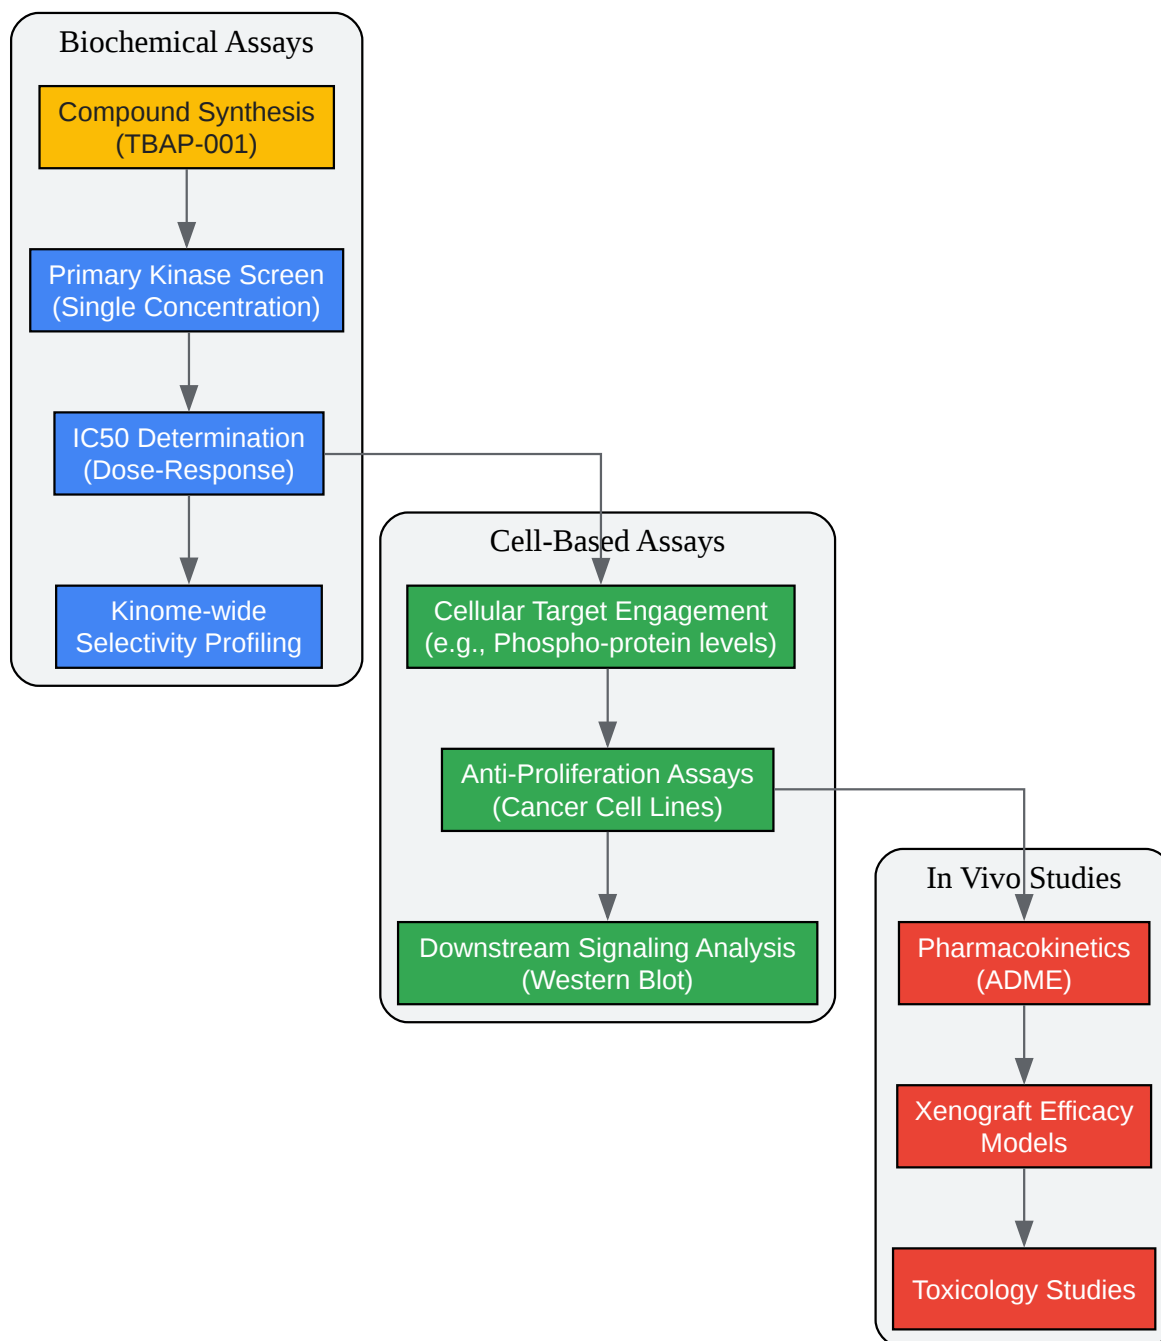 Biochemical Assays
Compound Synthesis
(TBAP-001)
Primary Kinase Screen
(Single Concentration)
IC50 Determination
(Dose-Response)
Kinome-wide
Selectivity Profiling
Cell-Based Assays
Cellular Target Engagement
(e.g., Phospho-protein levels)
Anti-Proliferation Assays
(Cancer Cell Lines)
Downstream Signaling Analysis
(Western Blot)
In Vivo Studies
Pharmacokinetics
(ADME)
Xenograft Efficacy
Models
Toxicology Studies